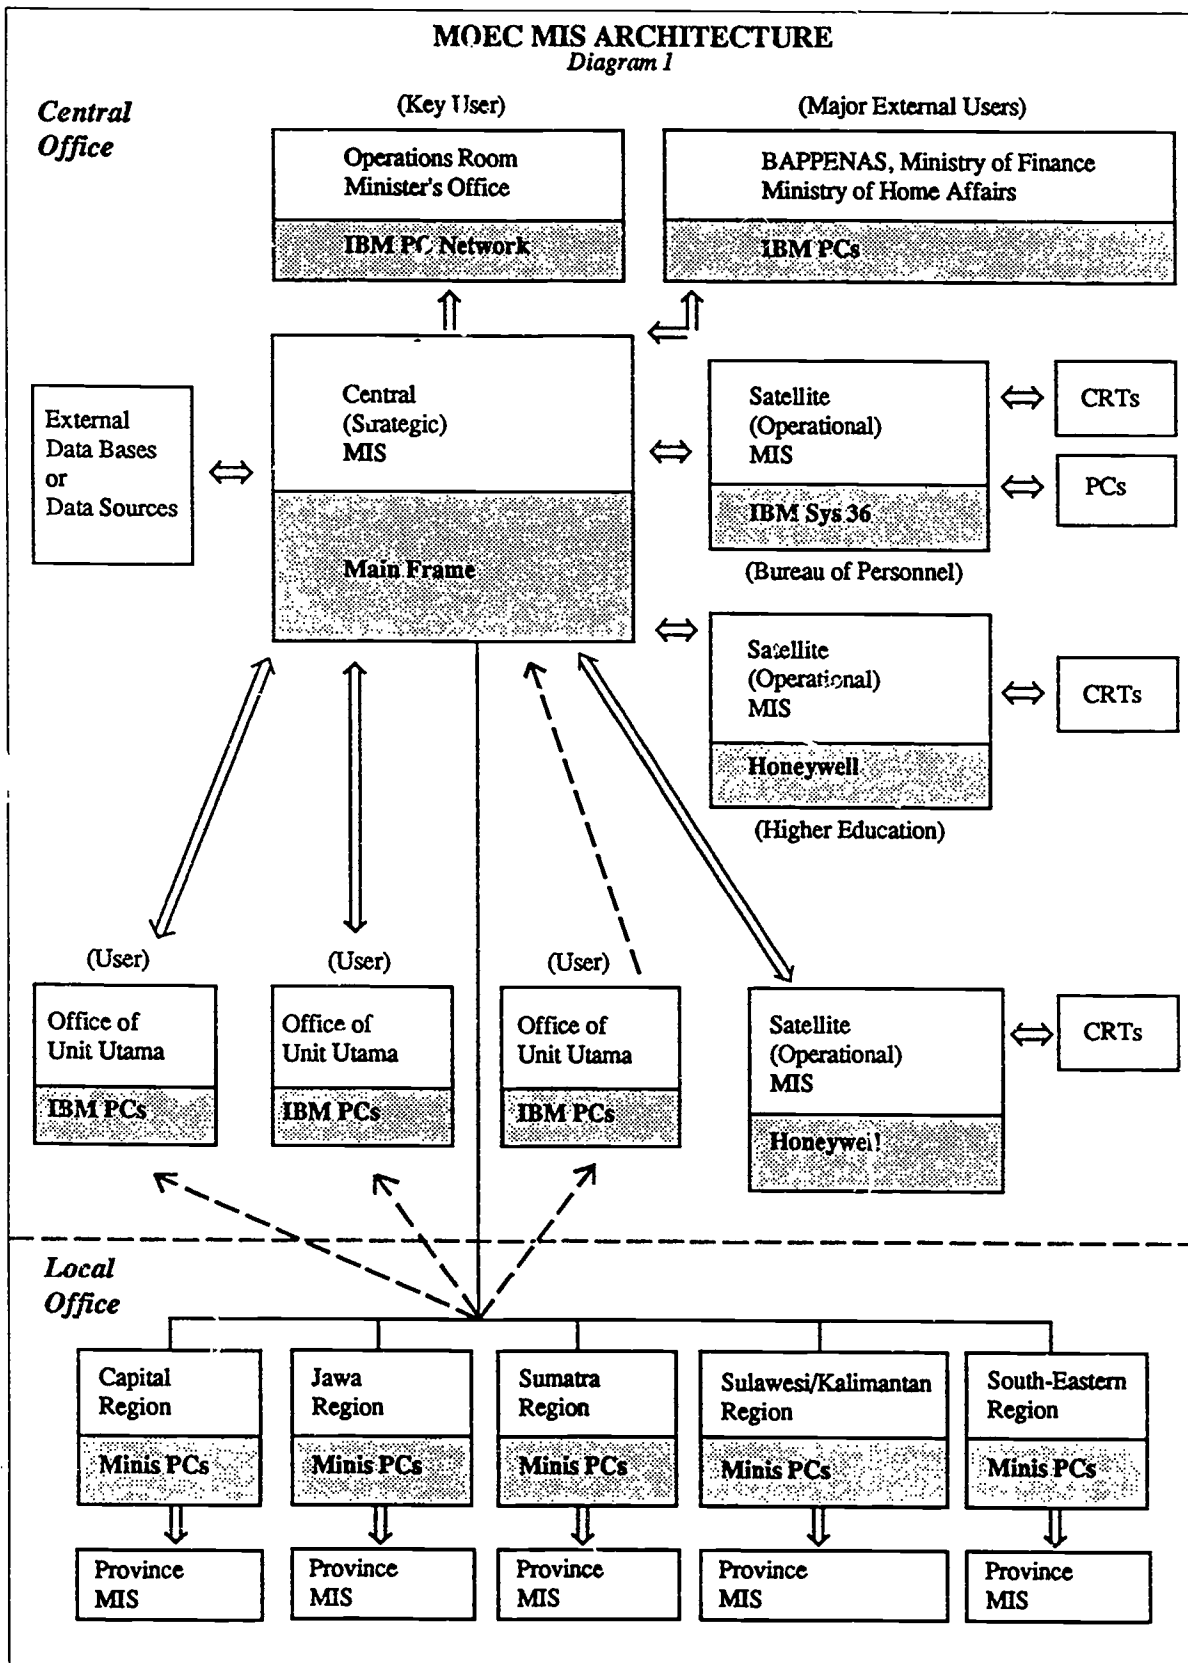 MOEC MIS ARCHITECTURE
Diagram 1
Central
Office
(Key User)
(Major External Users)
Operations Room
Minister's Office
IBM PC Network
BAPPENAS, Ministry of Finance
Ministry of Home Affairs
IBM PCs
External
Data Bases
or
Data Sources
Central
(Strategic)
MIS
Main Frame
Satellite
(Operational)
MIS
IBM Sys 36
(Bureau of Personnel)
CRTs
PCs
Satellite
(Operational)
MIS
Honeywell
(Higher Education)
CRTs
(User)
Office of
Unit Utama
IBM PCs
(User)
Office of
Unit Utama
IBM PCs
(User)
Office of
Unit Utama
IBM PCs
Satellite
(Operational)
MIS
Honeywell
CRTs
Local
Office
Capital
Region
Minis PCs
Province
MIS
Jawa
Region
Minis PCs
Province
MIS
Sumatra
Region
Minis PCs
Province
MIS
Sulawesi/Kalimantan
Region
Minis PCs
Province
MIS
South-Eastern
Region
Minis PCs
Province
MIS